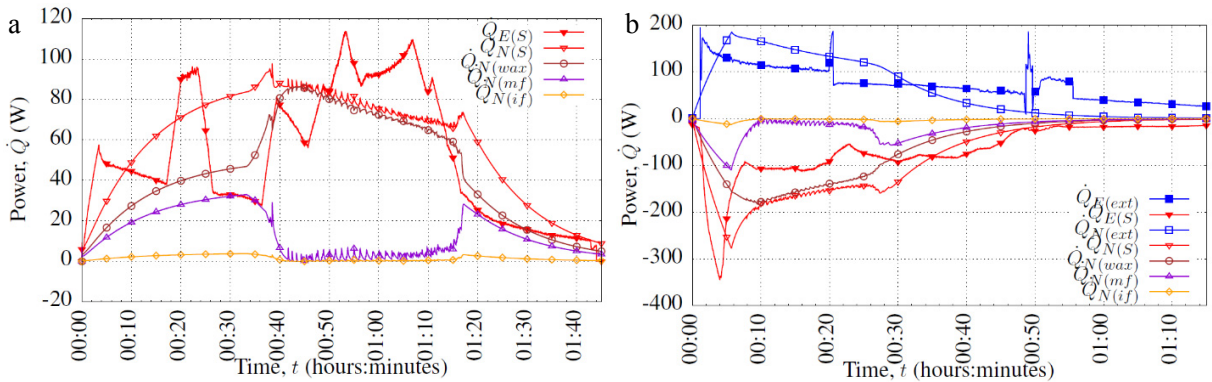 a
120
100
80
60
40
20
0
-20
Power, Q̇ (W)
Q̇E(S)
Q̇N(S)
Q̇N(wax)
Q̇N(mf)
Q̇N(if)
00:00
00:10
00:20
00:30
00:40
00:50
01:00
01:10
01:20
01:30
01:40
Time, t (hours:minutes)
b
200
100
0
-100
-200
-300
-400
Power, Q̇ (W)
Q̇E(ext)
Q̇E(S)
Q̇N(ext)
Q̇N(S)
Q̇N(wax)
Q̇N(mf)
Q̇N(if)
00:00
00:10
00:20
00:30
00:40
00:50
01:00
01:10
Time, t (hours:minutes)